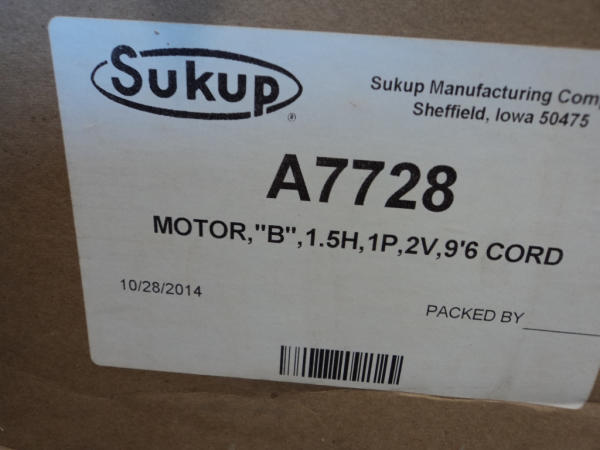 Sukup®
Sukup Manufacturing Comp
Sheffield, Iowa 50475
A7728
MOTOR,"B",1.5H,1P,2V,9'6 CORD
10/28/2014
PACKED BY